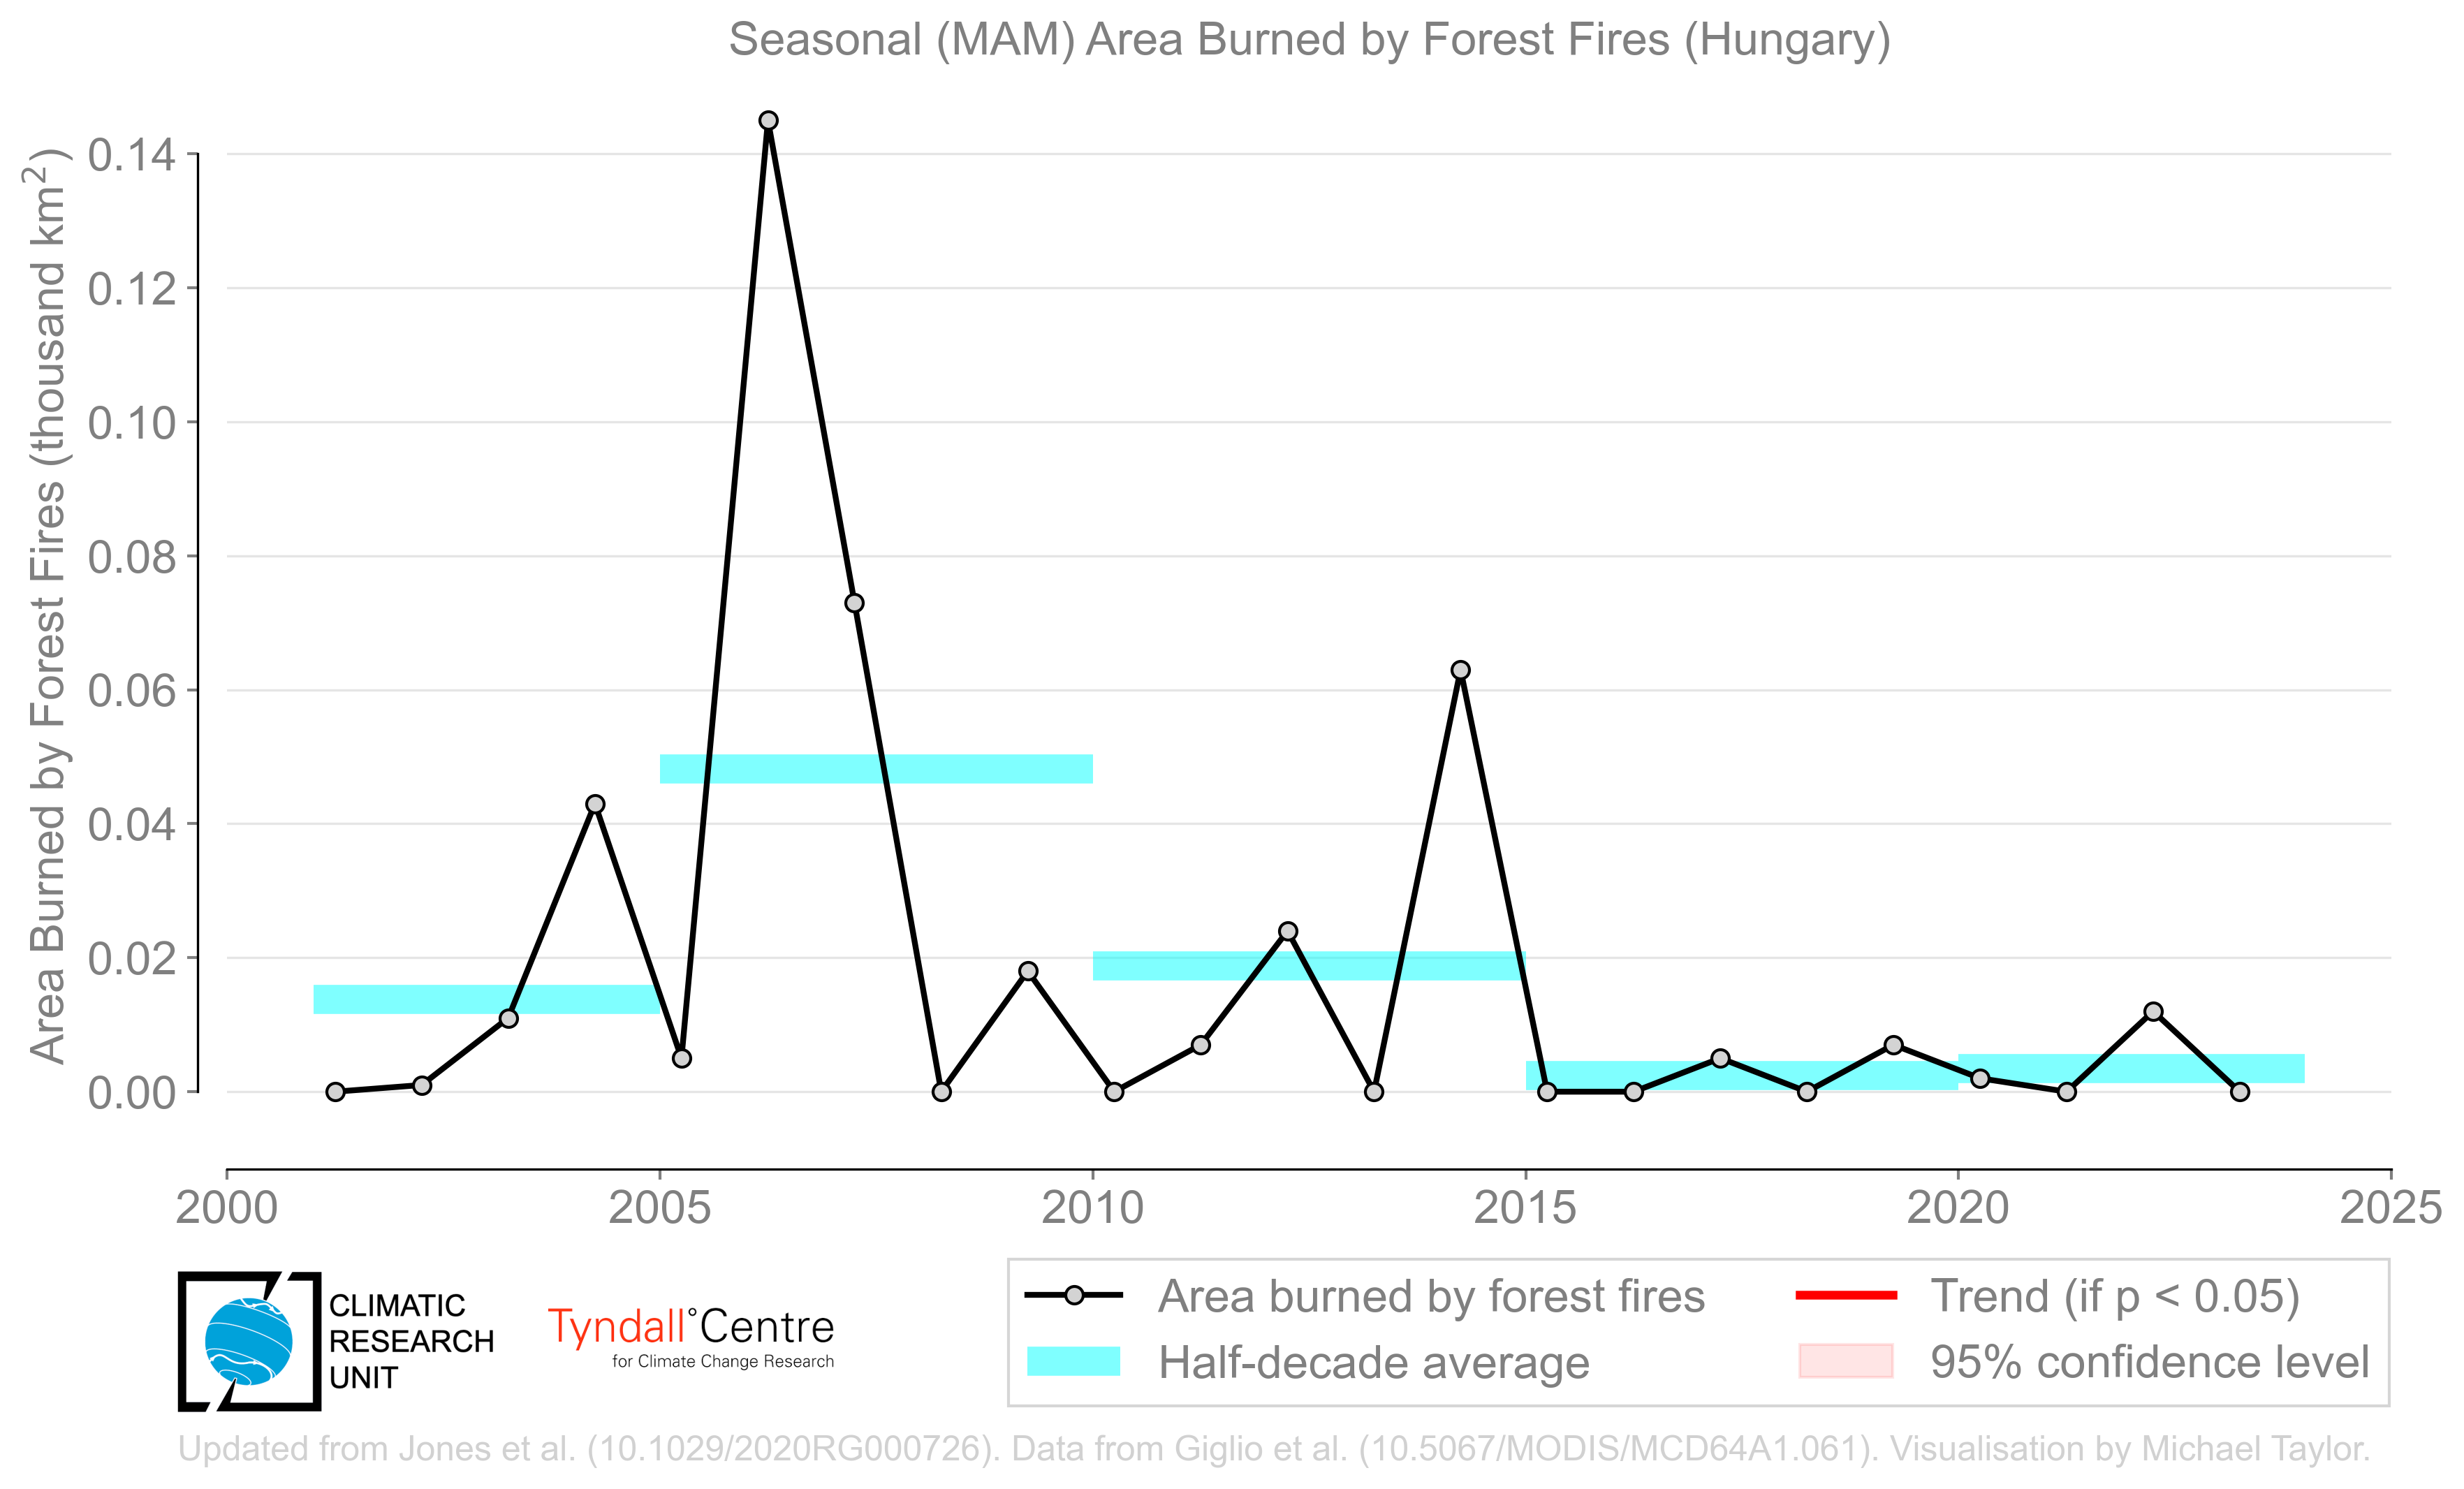 Seasonal (MAM) Area Burned by Forest Fires (Hungary)
Area Burned by Forest Fires (thousand km²)
0.14
0.12
0.10
0.08
0.06
0.04
0.02
0.00
2000 2005 2010 2015 2020 2025
CLIMATIC
RESEARCH
UNIT
Tyndall°Centre
for Climate Change Research
Area burned by forest fires
Half-decade average
Trend (if p < 0.05)
95% confidence level
Updated from Jones et al. (10.1029/2020RG000726). Data from Giglio et al. (10.5067/MODIS/MCD64A1.061). Visualisation by Michael Taylor.